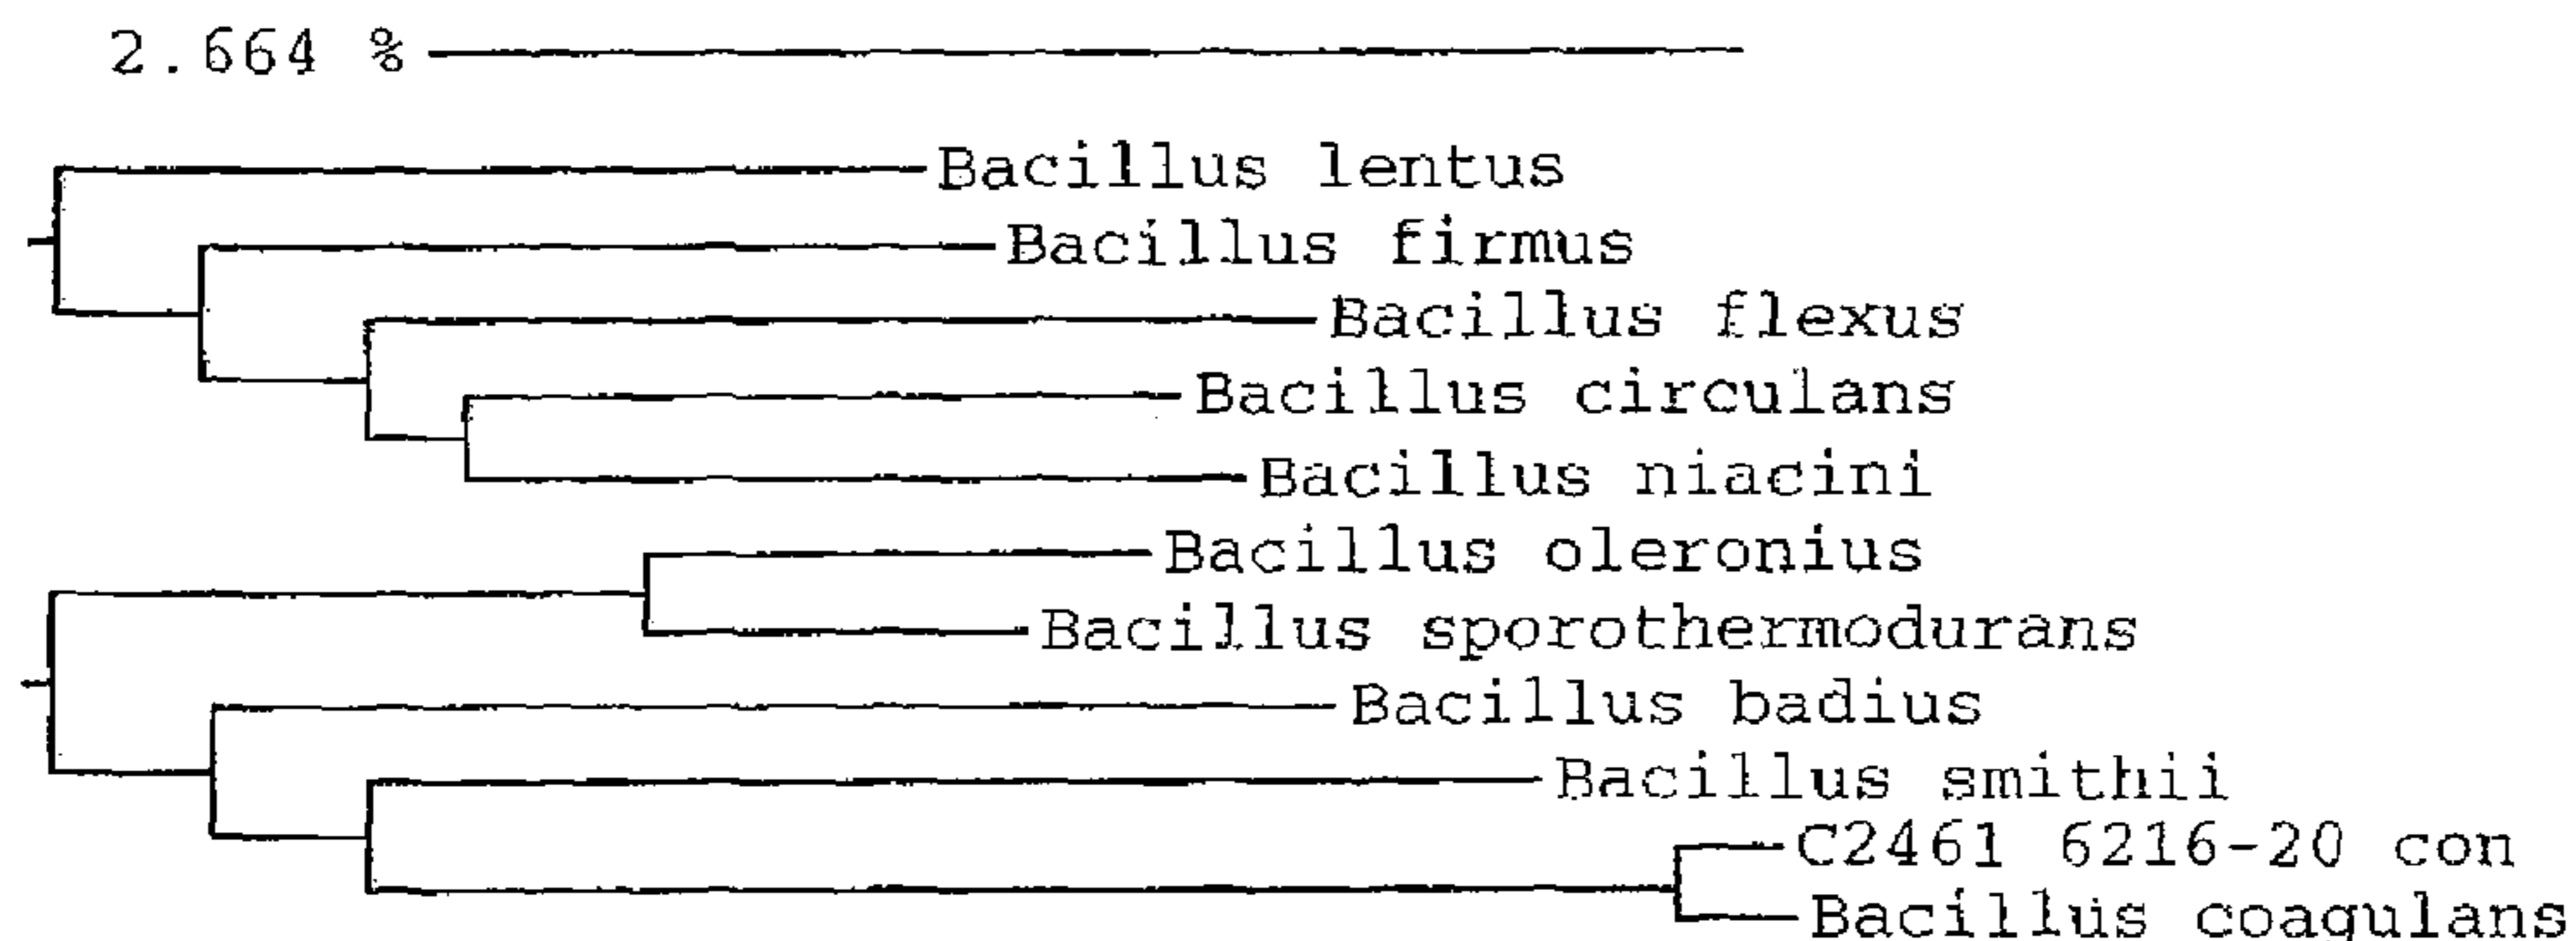 2.664 %
Bacillus lentus
Bacillus firmus
Bacillus flexus
Bacillus circulans
Bacillus niacini
Bacillus oleronius
Bacillus sporothermodurans
Bacillus badius
Bacillus smithii
C2461 6216-20 con
Bacillus coagulans